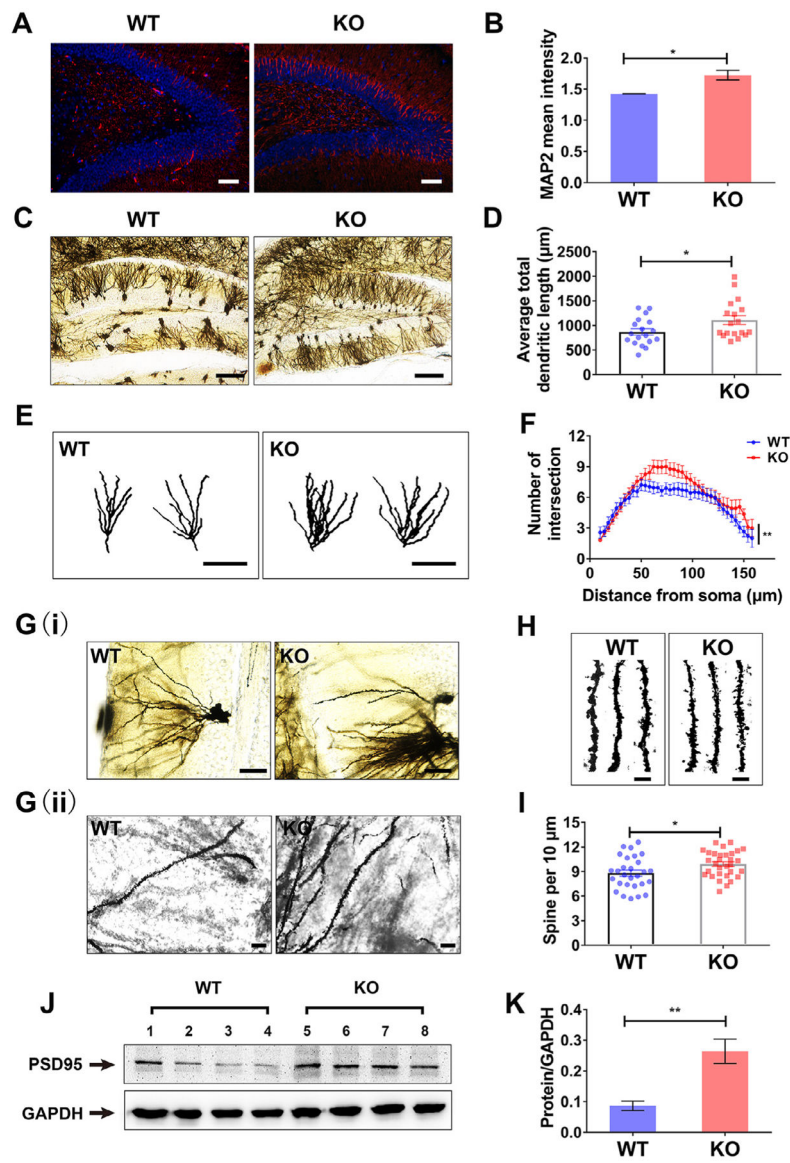 A
WT
KO
B
MAP2 mean intensity
2.0
1.5
1.0
0.5
0.0
*
WT
KO
C
WT
KO
D
Average total
dendritic length (μm)
2500
2000
1500
1000
500
0
*
WT
KO
E
WT
KO
F
Number of
intersection
12
9
6
3
0
WT
KO
**
0
50
100
150
Distance from soma (μm)
G(i)
WT
KO
H
WT
KO
G(ii)
WT
KO
I
Spine per 10 μm
15
12
9
6
3
0
*
WT
KO
J
WT
KO
1 2 3 4 5 6 7 8
PSD95
GAPDH
K
Protein/GAPDH
0.4
0.3
0.2
0.1
0.0
**
WT
KO